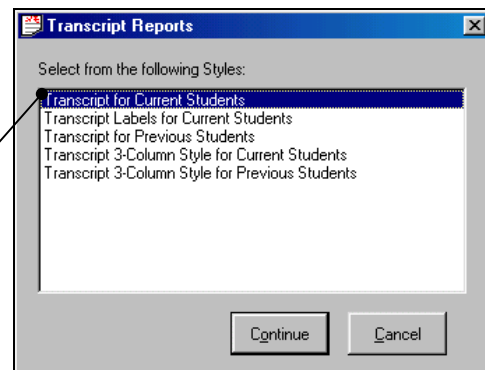 Transcript Reports
Select from the following Styles:
Transcript for Current Students
Transcript Labels for Current Students
Transcript for Previous Students
Transcript 3-Column Style for Current Students
Transcript 3-Column Style for Previous Students
Continue
Cancel